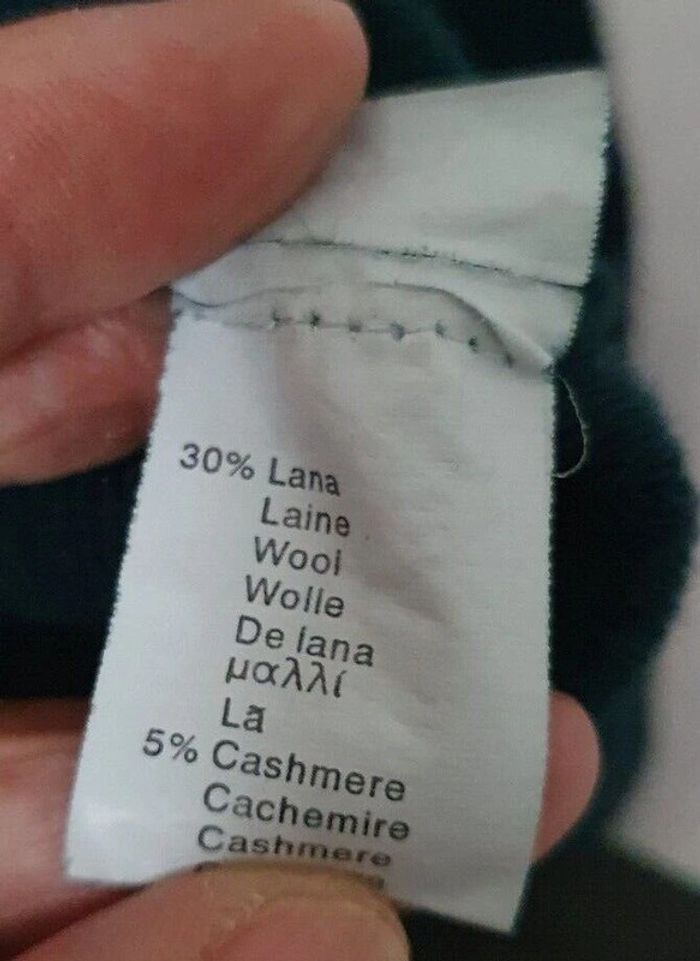 30% Lana
Laine
Wool
Wolle
De lana
μαλλί
Lã
5% Cashmere
Cachemire
Cashmere